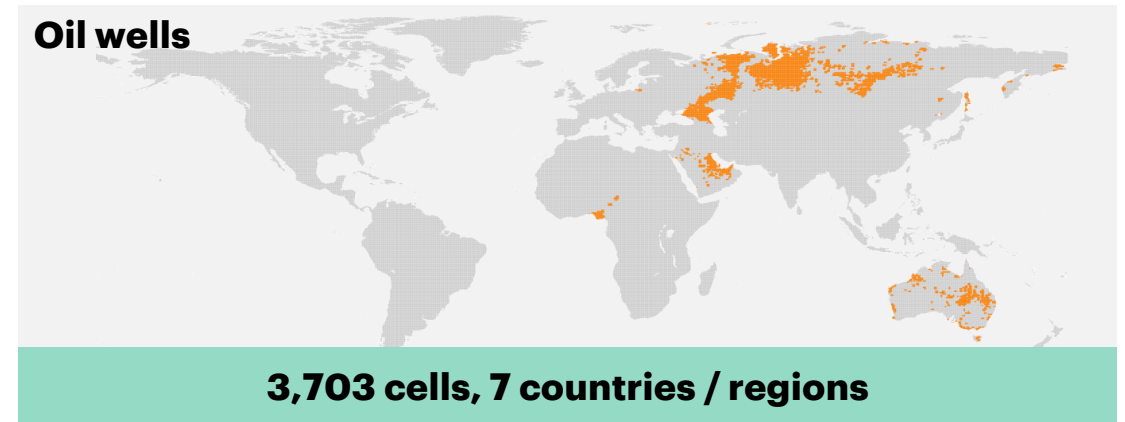 Oil wells
3,703 cells, 7 countries / regions